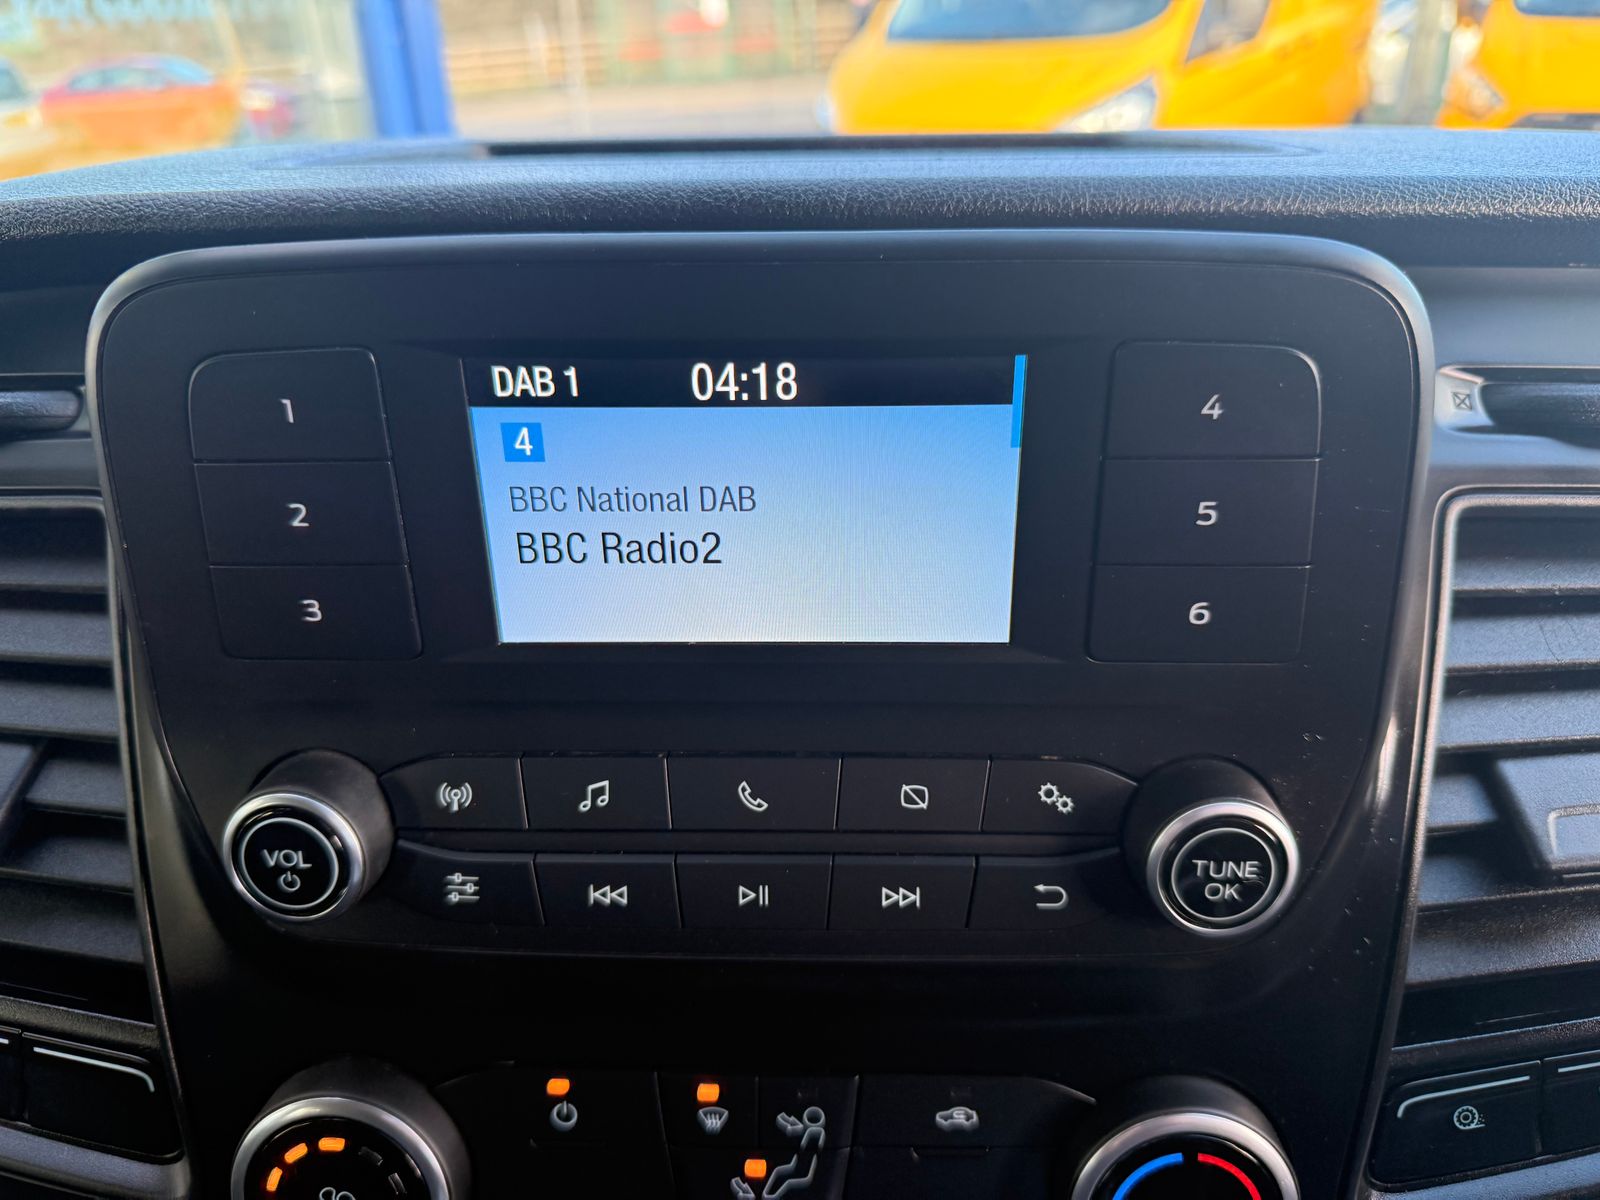 DAB 1 04:18
4
BBC National DAB
BBC Radio2
1
2
3
4
5
6
VOL
TUNE
OK